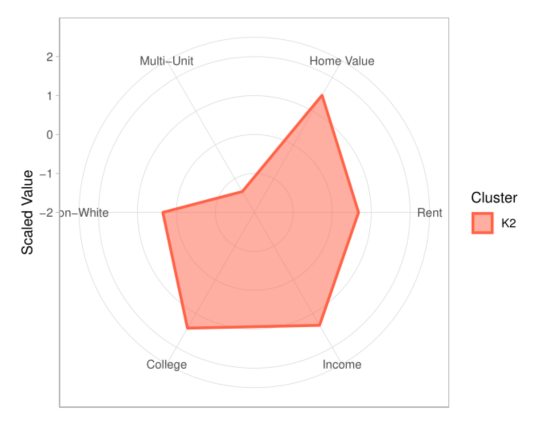 2
1
0
−1
−2
Scaled Value
Multi−Unit
Home Value
on−White
Rent
College
Income
Cluster
K2